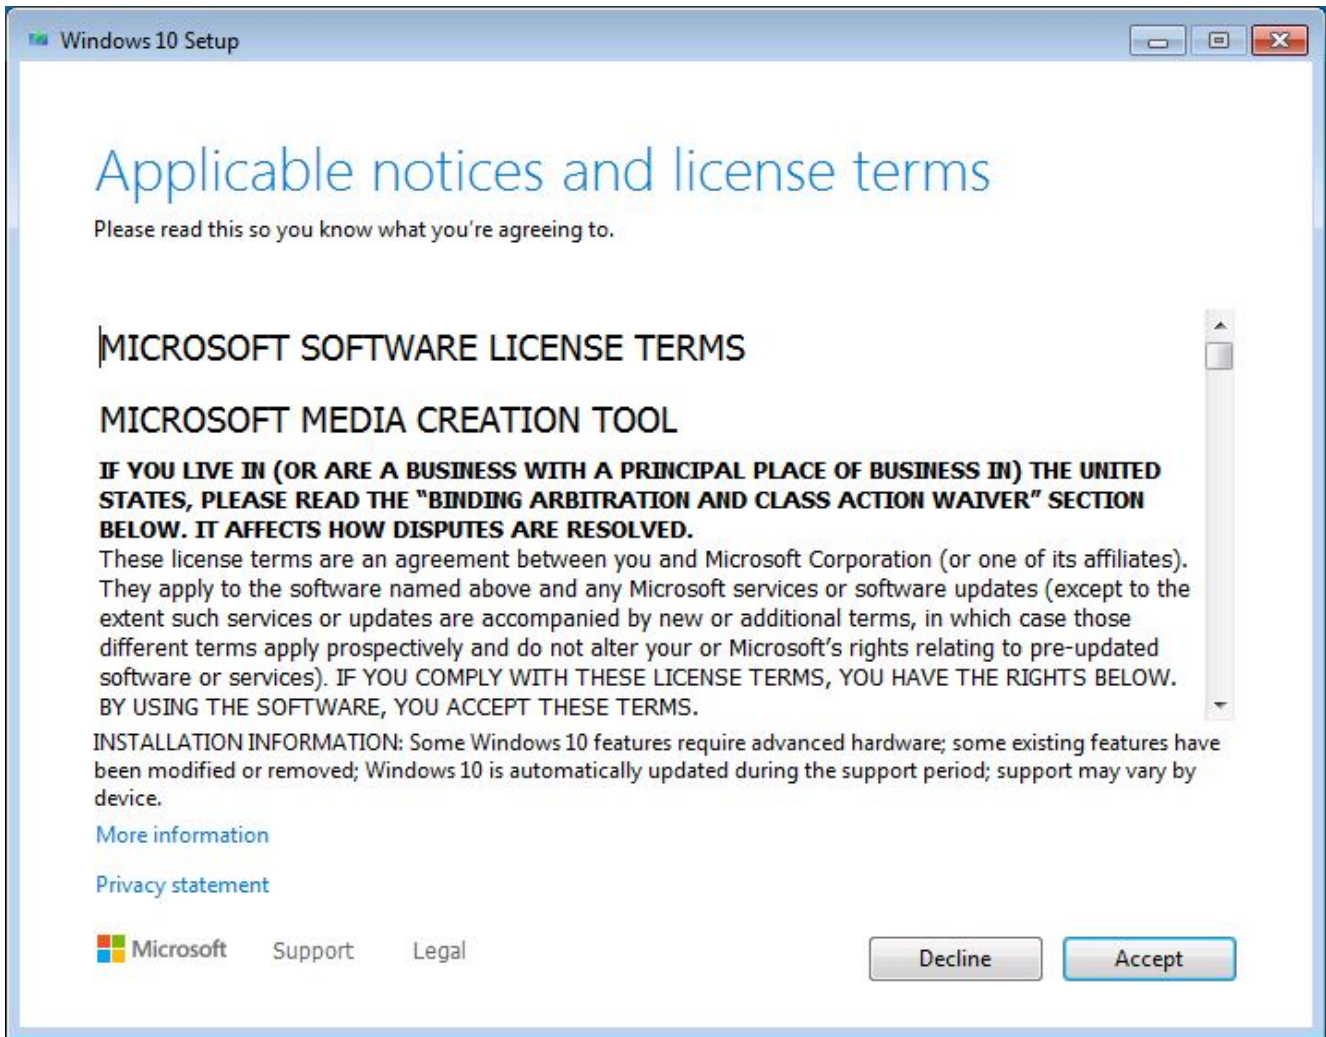 Windows 10 Setup
Applicable notices and license terms
Please read this so you know what you're agreeing to.
MICROSOFT SOFTWARE LICENSE TERMS
MICROSOFT MEDIA CREATION TOOL
IF YOU LIVE IN (OR ARE A BUSINESS WITH A PRINCIPAL PLACE OF BUSINESS IN) THE UNITED
STATES, PLEASE READ THE “BINDING ARBITRATION AND CLASS ACTION WAIVER” SECTION
BELOW. IT AFFECTS HOW DISPUTES ARE RESOLVED.
These license terms are an agreement between you and Microsoft Corporation (or one of its affiliates).
They apply to the software named above and any Microsoft services or software updates (except to the
extent such services or updates are accompanied by new or additional terms, in which case those
different terms apply prospectively and do not alter your or Microsoft’s rights relating to pre-updated
software or services). IF YOU COMPLY WITH THESE LICENSE TERMS, YOU HAVE THE RIGHTS BELOW.
BY USING THE SOFTWARE, YOU ACCEPT THESE TERMS.
INSTALLATION INFORMATION: Some Windows 10 features require advanced hardware; some existing features have
been modified or removed; Windows 10 is automatically updated during the support period; support may vary by
device.
More information
Privacy statement
Microsoft Support Legal
Decline Accept